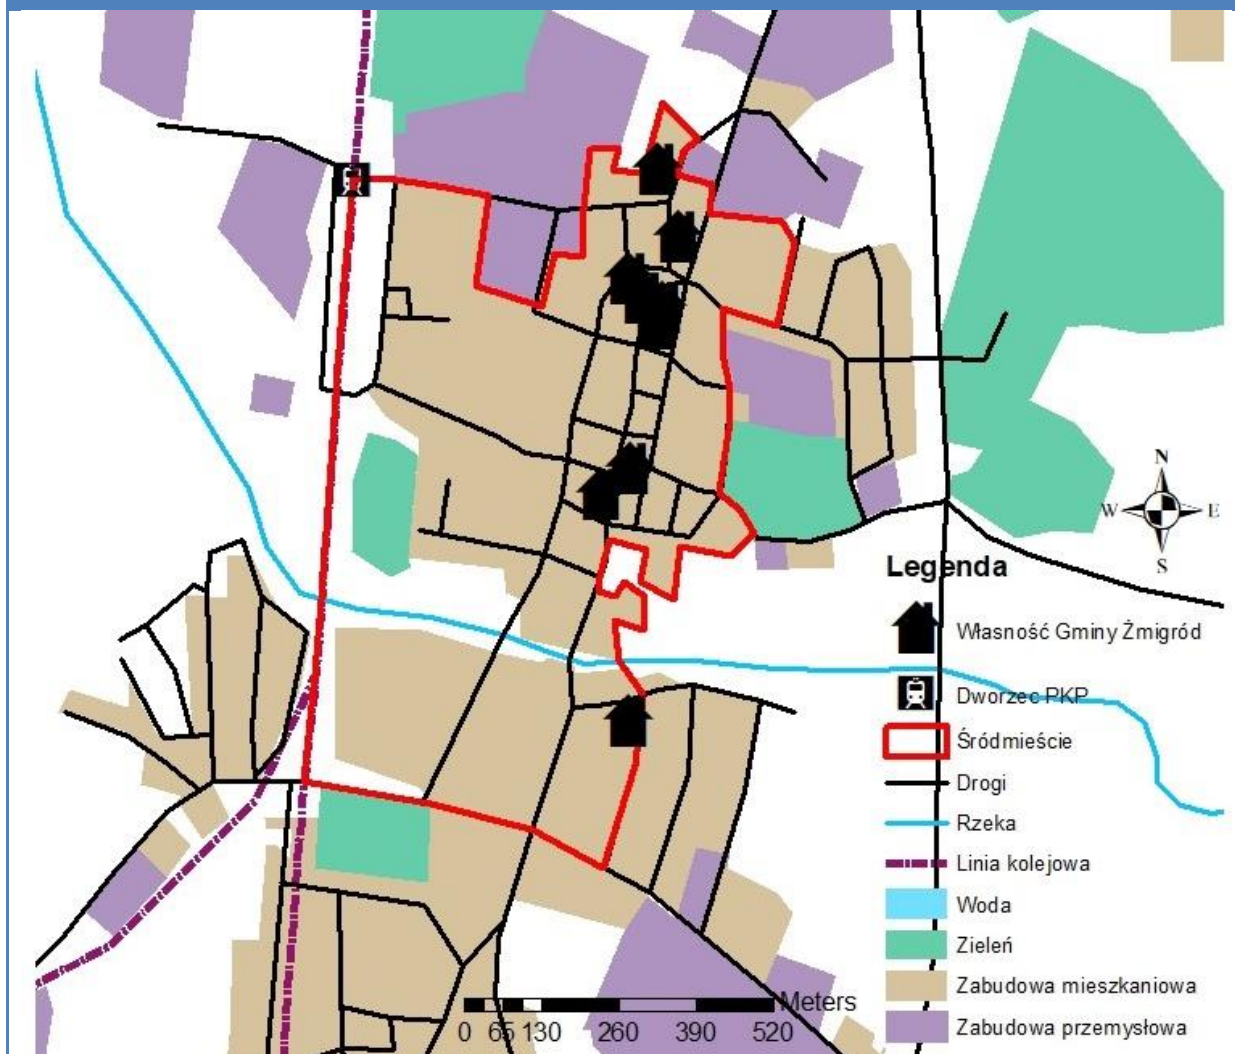 N
W E
S
Legenda
Własność Gminy Żmigród
Dworzec PKP
Śródmieście
Drogi
Rzeka
Linia kolejowa
Woda
Zieleń
Zabudowa mieszkaniowa
Zabudowa przemysłowa
Meters
0 65 130 260 390 520